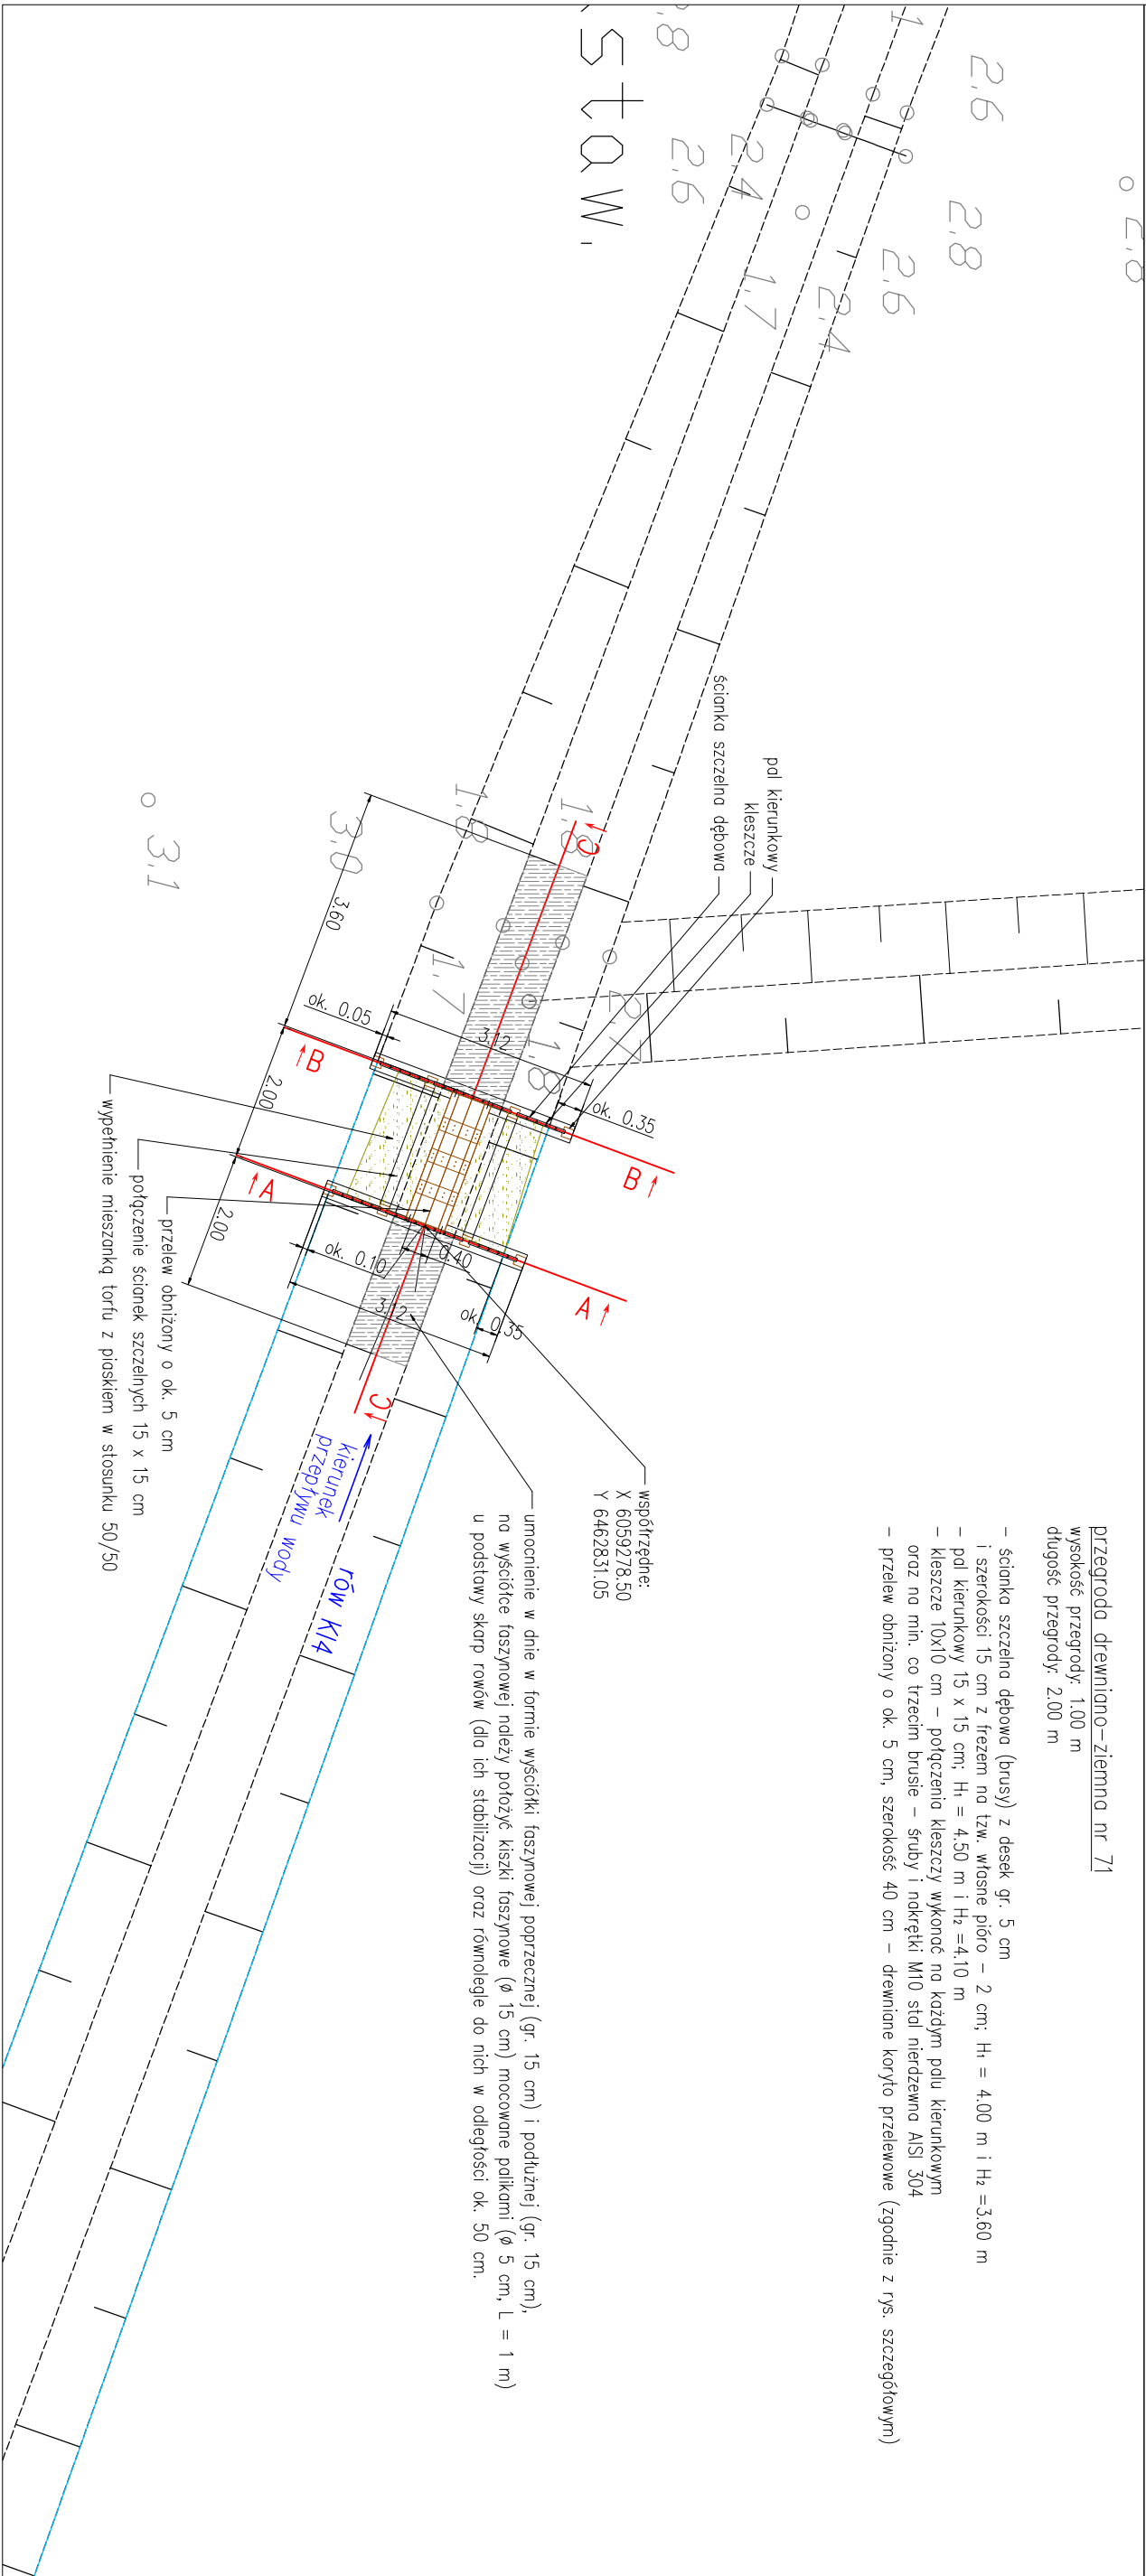 przegroda drewniano-ziemna nr 71
wysokość przegrody: 1.00 m
długość przegrody: 2.00 m
- ścianka szczelna dębowa (brusy) z desek gr. 5 cm
i szerokości 15 cm z frezem na tzw. własne pióro - 2 cm; H₁ = 4.00 m i H₂ =3.60 m
- pal kierunkowy 15 x 15 cm; H₁ = 4.50 m i H₂ =4.10 m
- kleszcze 10x10 cm - połączenia kleszczy wykonać na każdym palu kierunkowym
oraz na min. co trzecim brusie - śruby i nakrętki M10 stal nierdzewna AISI 304
- przelew obniżony o ok. 5 cm, szerokość 40 cm - drewniane koryto przelewowe (zgodnie z rys. szczegółowym)
współrzędne:
X 6059278.50
Y 6462831.05
umocnienie w dnie w formie wyściółki faszynowej poprzecznej (gr. 15 cm) i podłużnej (gr. 15 cm),
na wyściółce faszynowej należy położyć kiszki faszynowe (ø 15 cm) mocowane palikami (ø 5 cm, L = 1 m)
u podstawy skarp rowów (dla ich stabilizacji) oraz równolegle do nich w odległości ok. 50 cm.
pal kierunkowy
kleszcze
ścianka szczelna dębowa
przelew obniżony o ok. 5 cm
połączenie ścianek szczelnych 15 x 15 cm
wypełnienie mieszanką torfu z piaskiem w stosunku 50/50
rów K14
kierunek
przepływu wody
staw.
2.8
2.6
2.8
2.6
2.4
1
2.4
1.7
2.6
1.8
1.8
1.7
1.8
2.1
3.0
3.1
3.60
2.00
2.00
ok. 0.05
3.12
ok. 0.35
ok. 0.10
0.40
3.12
ok. 0.35
B
B
A
A
C
C